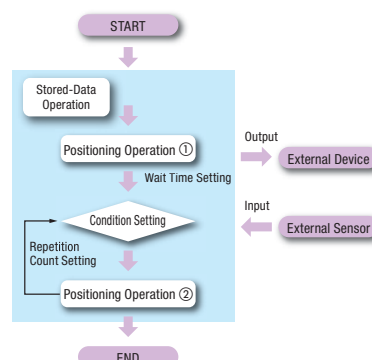 START
Stored-Data
Operation
Positioning Operation ①
Output
External Device
Wait Time Setting
Input
Condition Setting
External Sensor
Repetition
Count Setting
Positioning Operation ②
END